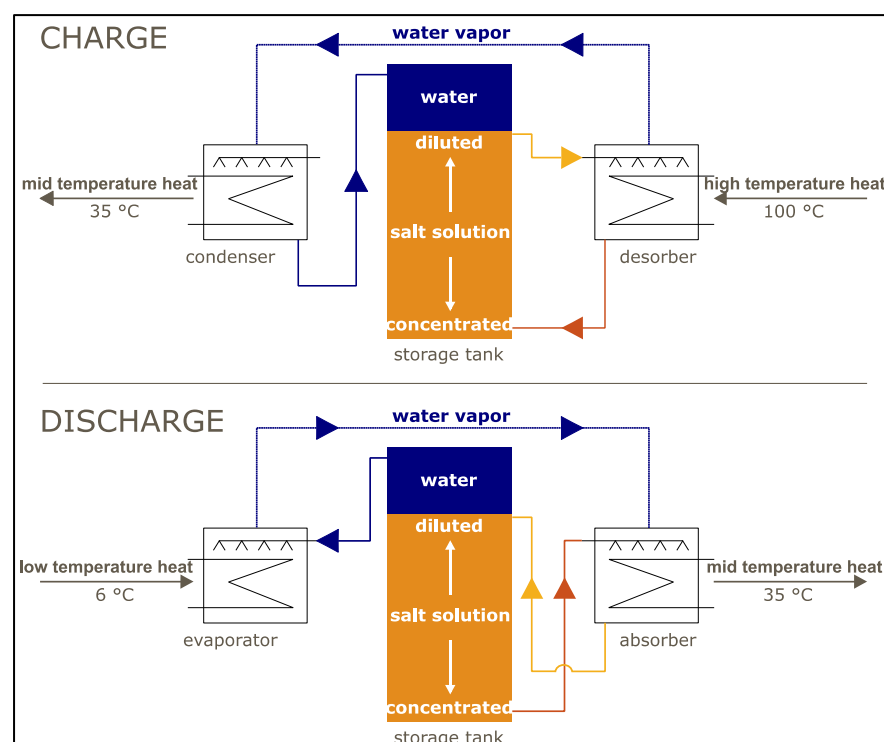 CHARGE
water vapor
water
diluted
mid temperature heat
35 °C
high temperature heat
100 °C
salt solution
condenser
desorber
concentrated
storage tank
DISCHARGE
water vapor
water
diluted
low temperature heat
6 °C
mid temperature heat
35 °C
salt solution
evaporator
absorber
concentrated
storage tank